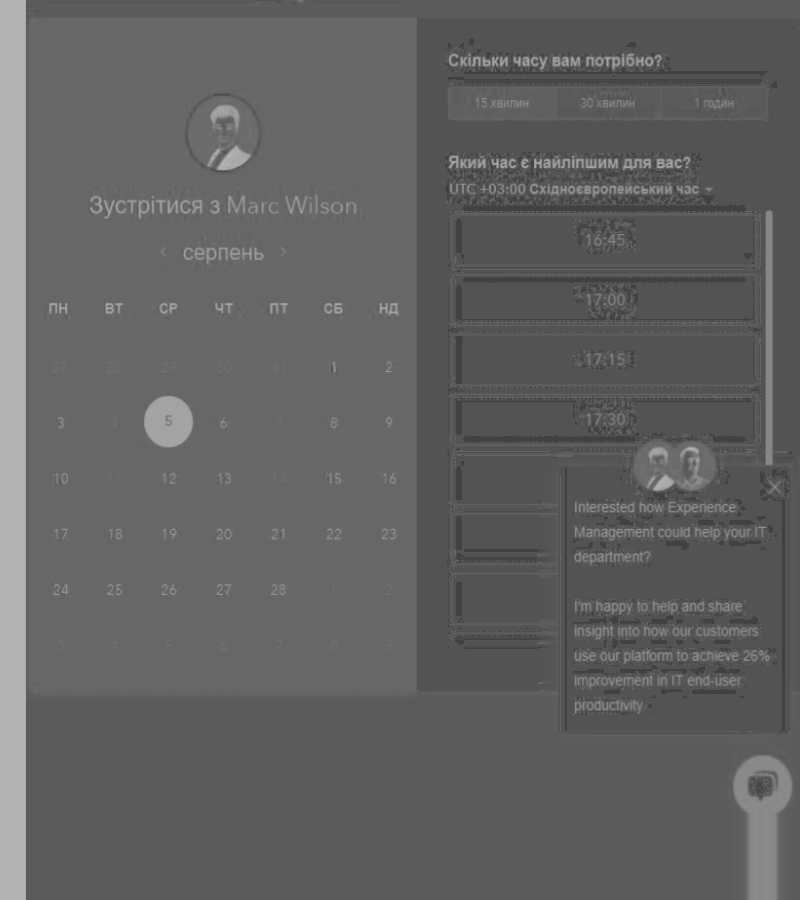 Зустрітися з Marc Wilson
серпень
ПН ВТ СР ЧТ ПТ СБ НД
27 28 29 30 31 1 2
3 4 5 6 7 8 9
10 11 12 13 14 15 16
17 18 19 20 21 22 23
24 25 26 27 28 1 2
3 4 5 6 7 8 9
Скільки часу вам потрібно?
15 хвилин 30 хвилин 1 годин
Який час є найліпшим для вас?
UTC +03:00 Східноєвропейський час
16:45
17:00
17:15
17:30
Interested how Experience
Management could help your IT
department?
I'm happy to help and share
insight into how our customers
use our platform to achieve 26%
improvement in IT end-user
productivity